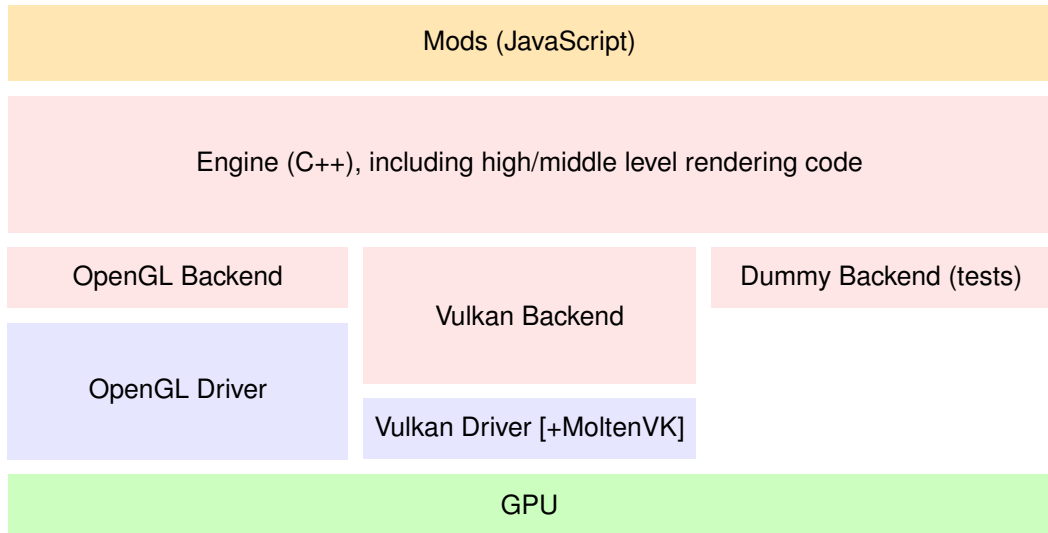 Mods (JavaScript)
Engine (C++), including high/middle level rendering code
OpenGL Backend
Vulkan Backend
Dummy Backend (tests)
OpenGL Driver
Vulkan Driver [+MoltenVK]
GPU